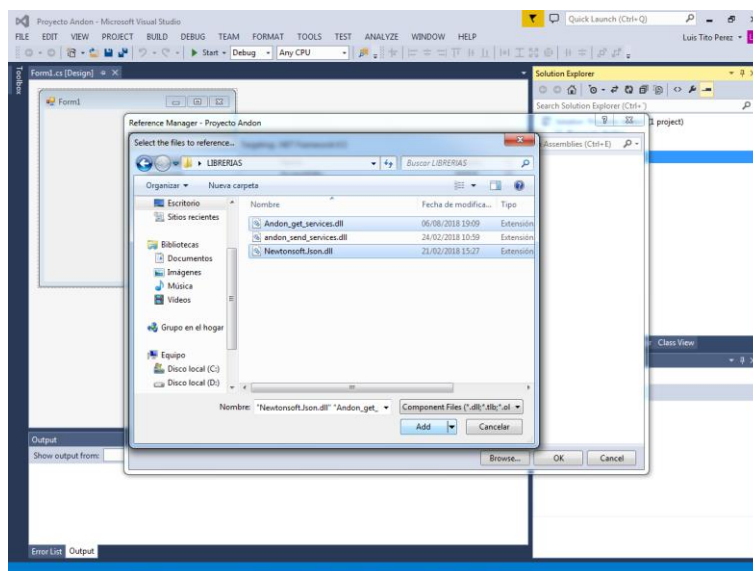 Proyecto Andon - Microsoft Visual Studio
Quick Launch (Ctrl+Q)
FILE EDIT VIEW PROJECT BUILD DEBUG TEAM FORMAT TOOLS TEST ANALYZE WINDOW HELP
Luis Tito Perez
Start Debug Any CPU
Toolbox
Form1.cs [Design]
Solution Explorer
Form1
Search Solution Explorer (Ctrl+')
Reference Manager - Proyecto Andon
1 project)
Select the files to reference...
Assemblies (Ctrl+E)
LIBRERIAS
Buscar LIBRERIAS
Organizar Nueva carpeta
Escritorio
Sitios recientes
Bibliotecas
Documentos
Imágenes
Música
Vídeos
Grupo en el hogar
Equipo
Disco local (C:)
Disco local (D:)
Nombre Fecha de modifica... Tipo
Andon_get_services.dll 06/08/2018 19:09 Extensión
andon_send_services.dll 24/02/2018 10:59 Extensión
Newtonsoft.Json.dll 21/02/2018 15:27 Extensión
Class View
Nombre: "Newtonsoft.Json.dll" "Andon_get_
Component Files (*.dll;*.tlb;*.ol
Add Cancelar
Output
Show output from:
Browse... OK Cancel
Error List Output